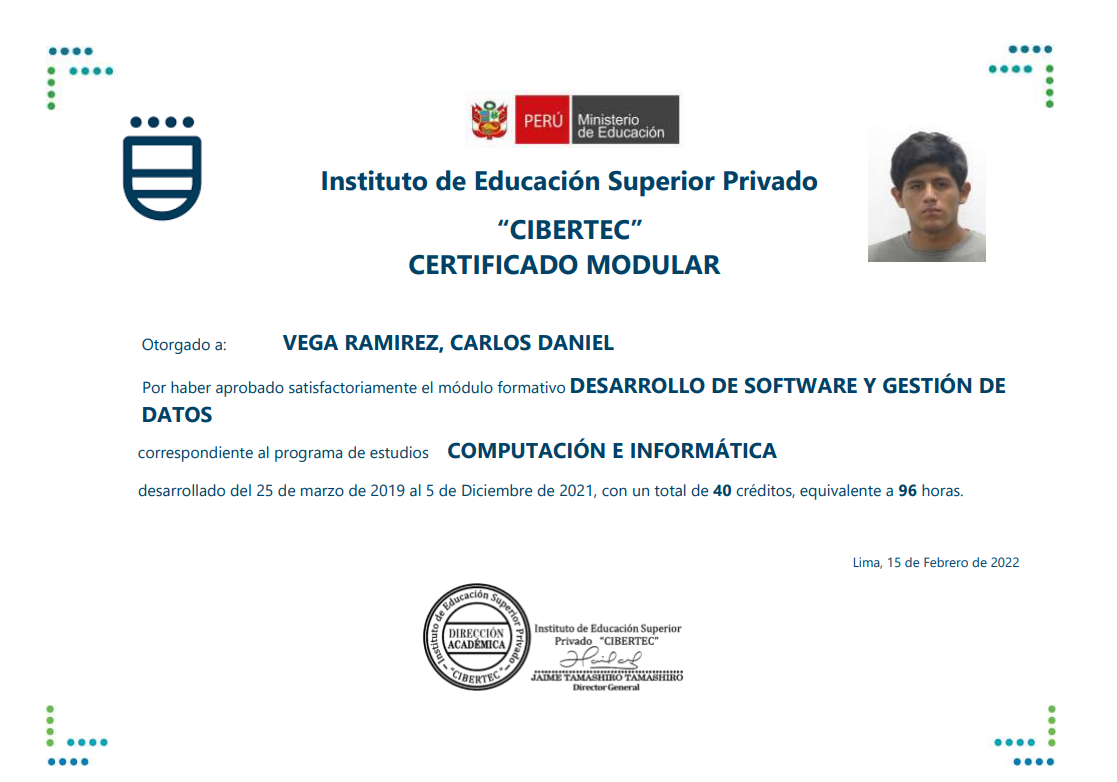 PERÚ Ministerio
de Educación
Instituto de Educación Superior Privado
“CIBERTEC”
CERTIFICADO MODULAR
Otorgado a: VEGA RAMIREZ, CARLOS DANIEL
Por haber aprobado satisfactoriamente el módulo formativo DESARROLLO DE SOFTWARE Y GESTIÓN DE
DATOS
correspondiente al programa de estudios COMPUTACIÓN E INFORMÁTICA
desarrollado del 25 de marzo de 2019 al 5 de Diciembre de 2021, con un total de 40 créditos, equivalente a 96 horas.
Lima, 15 de Febrero de 2022
Instituto de Educación Superior Privado
DIRECCIÓN
ACADÉMICA
“CIBERTEC”
Instituto de Educación Superior
Privado “CIBERTEC”
JAIME TAMASHIRO TAMASHIRO
Director General